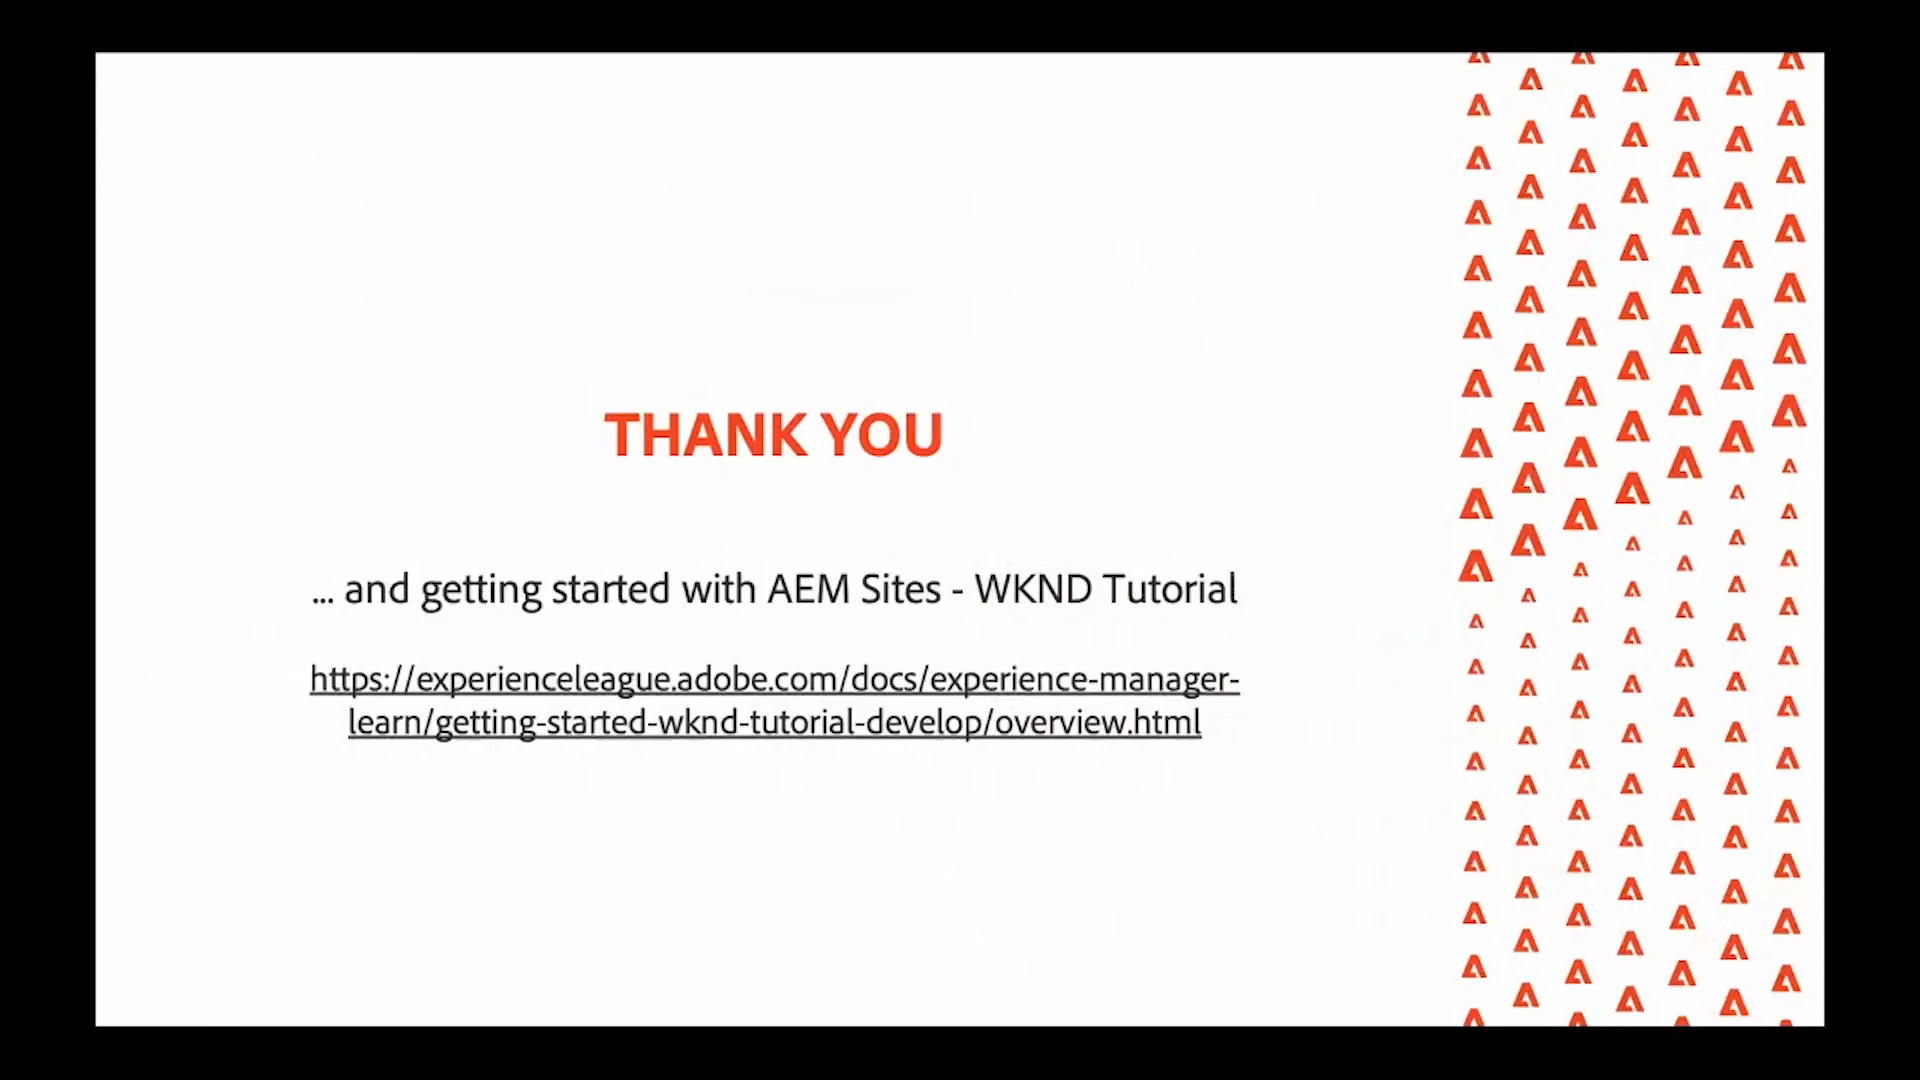 THANK YOU
... and getting started with AEM Sites - WKND Tutorial
https://experienceleague.adobe.com/docs/experience-manager-
learn/getting-started-wknd-tutorial-develop/overview.html